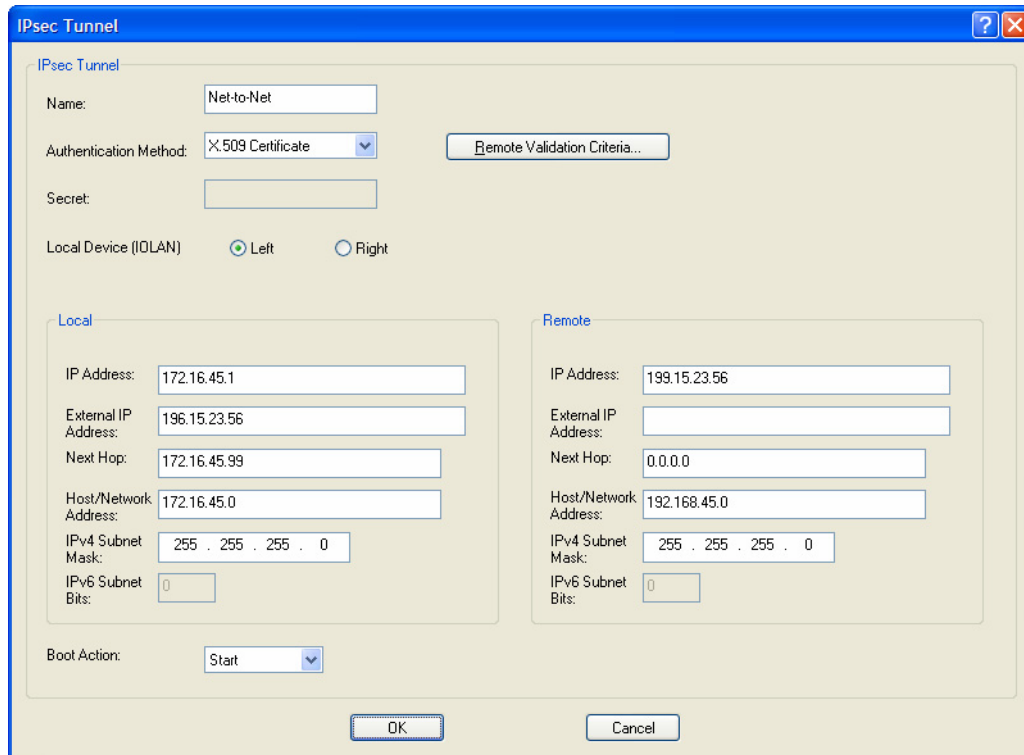 IPsec Tunnel
IPsec Tunnel
Name: Net-to-Net
Authentication Method: X.509 Certificate Remote Validation Criteria...
Secret:
Local Device (IOLAN) Left Right
Local
IP Address: 172.16.45.1
External IP Address: 196.15.23.56
Next Hop: 172.16.45.99
Host/Network Address: 172.16.45.0
IPv4 Subnet Mask: 255 . 255 . 255 . 0
IPv6 Subnet Bits: 0
Remote
IP Address: 199.15.23.56
External IP Address:
Next Hop: 0.0.0.0
Host/Network Address: 192.168.45.0
IPv4 Subnet Mask: 255 . 255 . 255 . 0
IPv6 Subnet Bits: 0
Boot Action: Start
OK Cancel